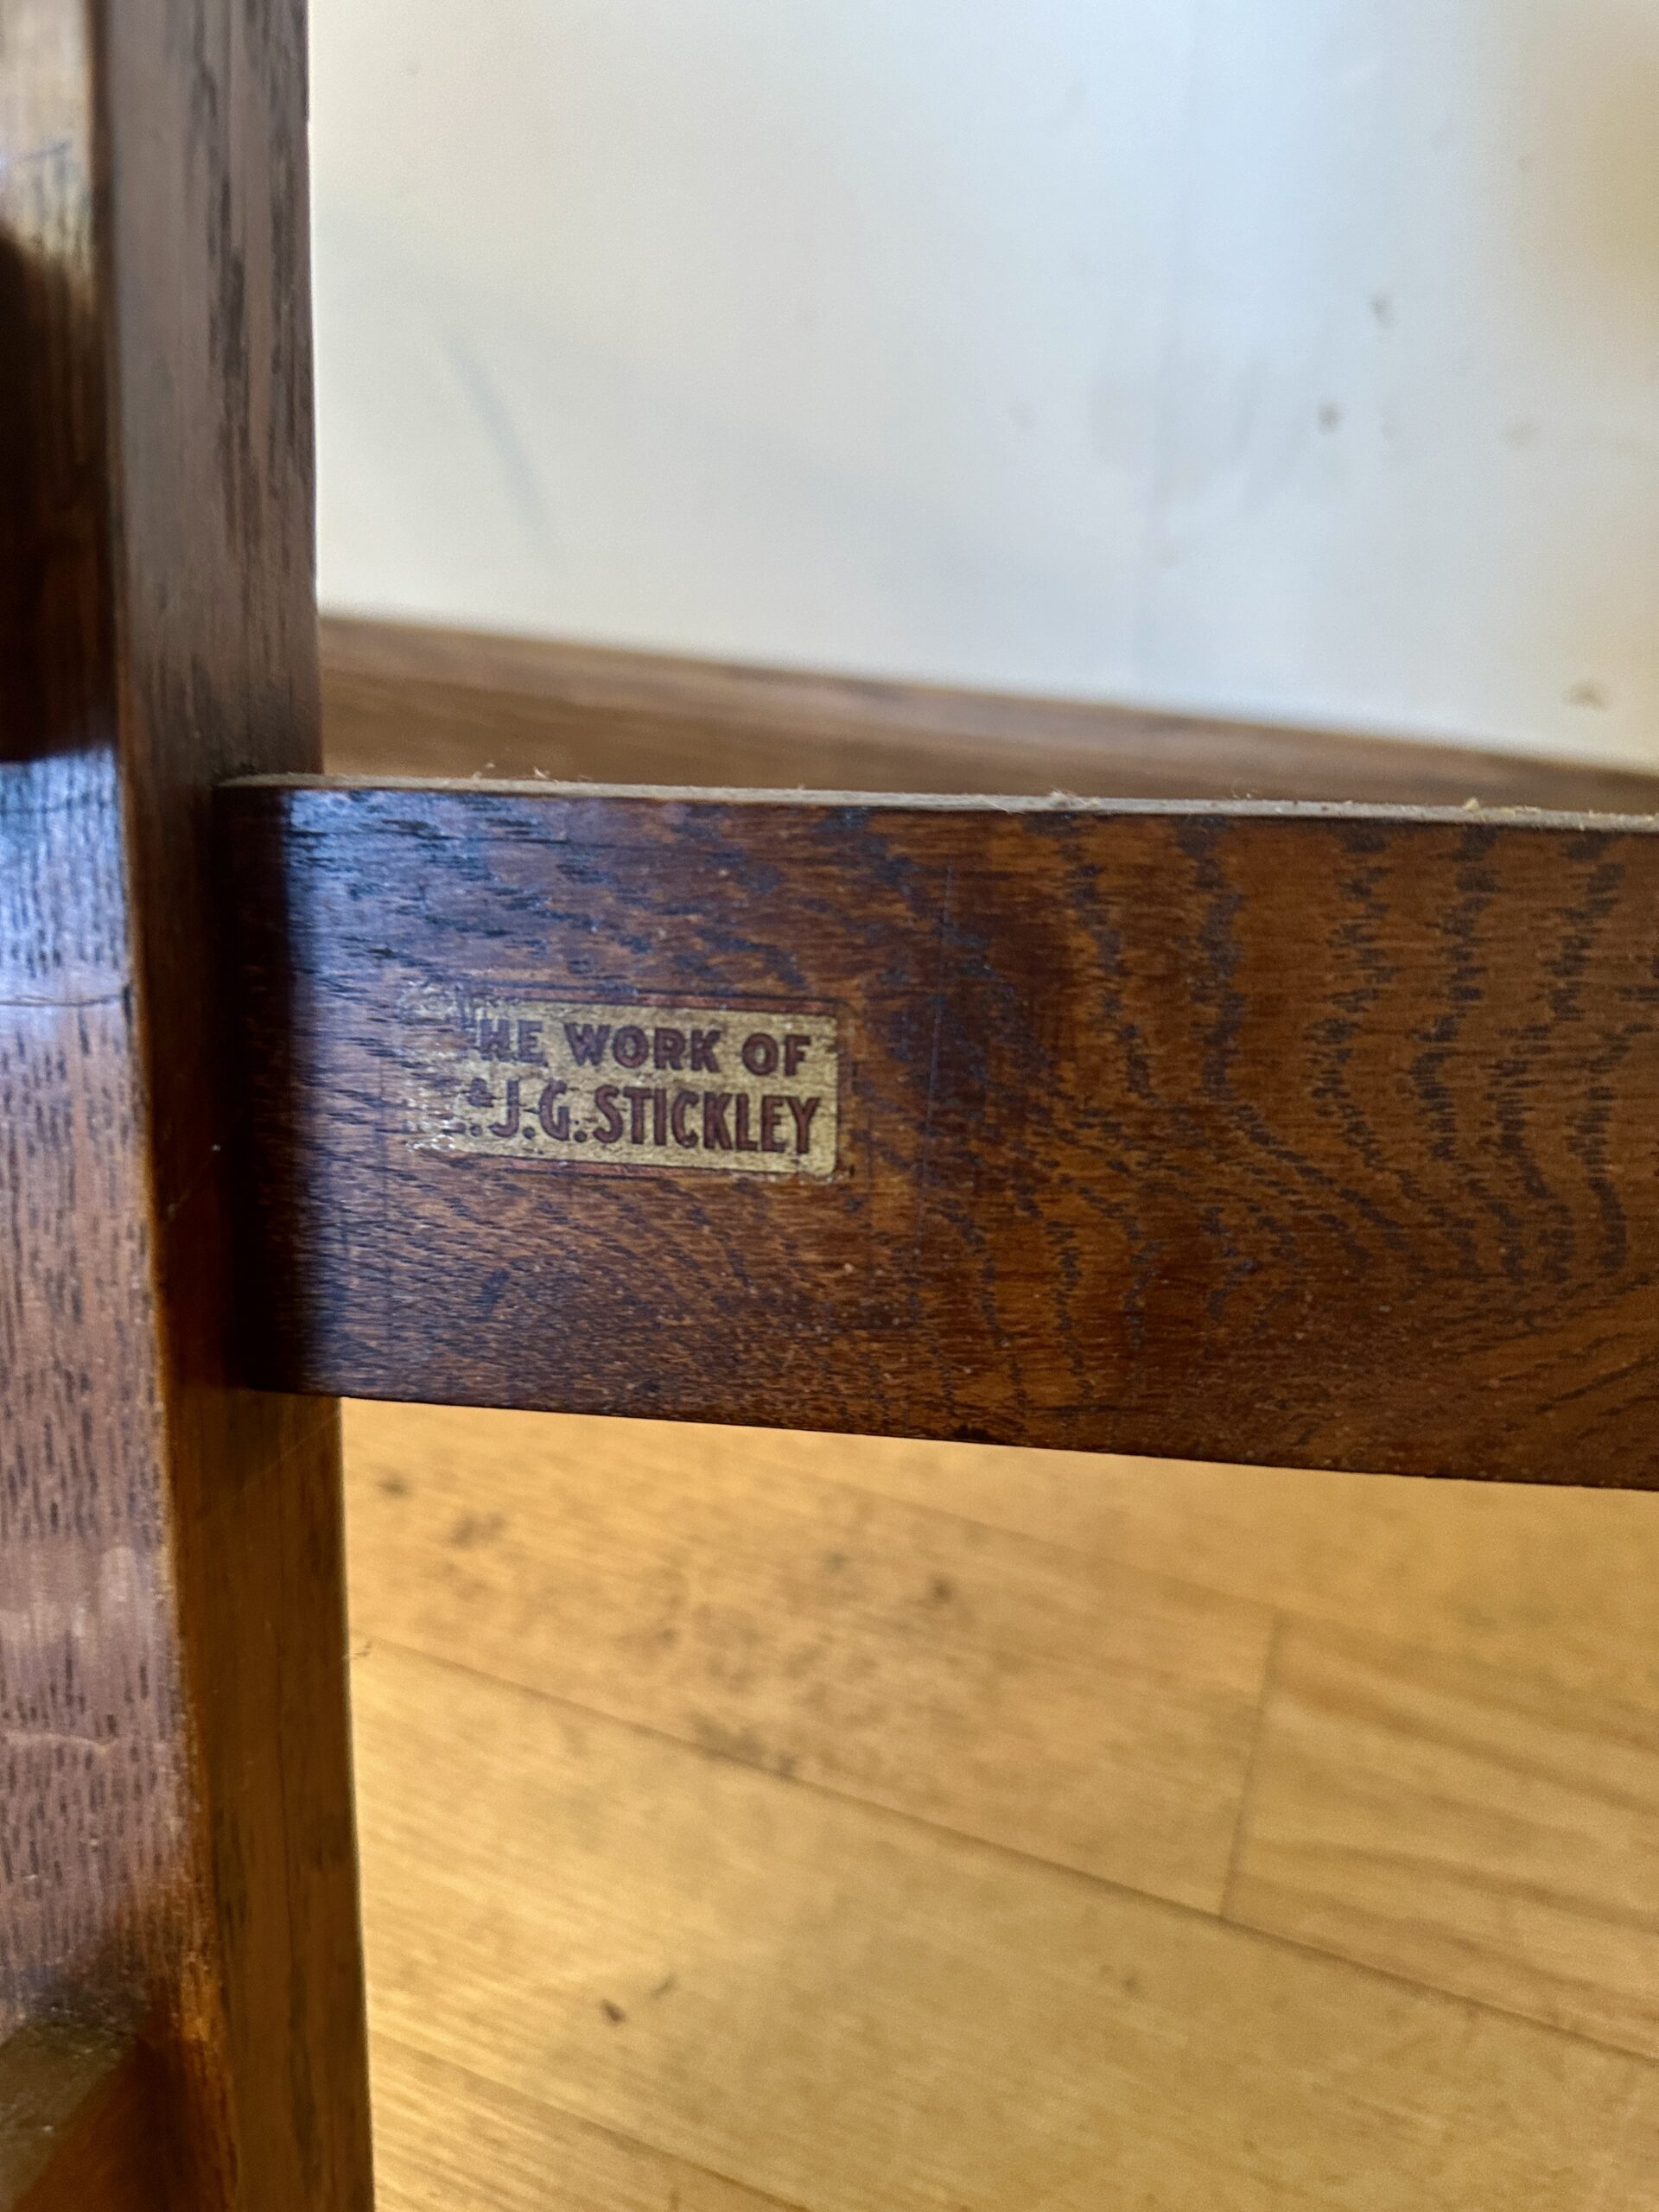 HE WORK OF
& J.G. STICKLEY